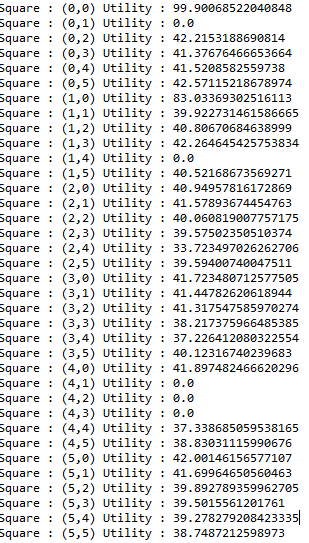 Square : (0,0) Utility : 99.90068522040848
Square : (0,1) Utility : 0.0
Square : (0,2) Utility : 42.2153188690814
Square : (0,3) Utility : 41.37676466653664
Square : (0,4) Utility : 41.5208582559738
Square : (0,5) Utility : 42.57115218678974
Square : (1,0) Utility : 83.03369302516113
Square : (1,1) Utility : 39.922731461586665
Square : (1,2) Utility : 40.80670684638999
Square : (1,3) Utility : 42.264645425753834
Square : (1,4) Utility : 0.0
Square : (1,5) Utility : 40.52168673569271
Square : (2,0) Utility : 40.94957816172869
Square : (2,1) Utility : 41.57893674454763
Square : (2,2) Utility : 40.060819007757175
Square : (2,3) Utility : 39.57502350510374
Square : (2,4) Utility : 33.723497026262706
Square : (2,5) Utility : 39.59400740047511
Square : (3,0) Utility : 41.723480712577505
Square : (3,1) Utility : 41.44782620618944
Square : (3,2) Utility : 41.317547585970274
Square : (3,3) Utility : 38.217375966485385
Square : (3,4) Utility : 37.226412080322554
Square : (3,5) Utility : 40.12316740239683
Square : (4,0) Utility : 41.897482466620296
Square : (4,1) Utility : 0.0
Square : (4,2) Utility : 0.0
Square : (4,3) Utility : 0.0
Square : (4,4) Utility : 37.338685059538165
Square : (4,5) Utility : 38.83031115990676
Square : (5,0) Utility : 42.00146156577107
Square : (5,1) Utility : 41.69964650560463
Square : (5,2) Utility : 39.892789359962705
Square : (5,3) Utility : 39.5015561201761
Square : (5,4) Utility : 39.278279208423335
Square : (5,5) Utility : 38.7487212598973